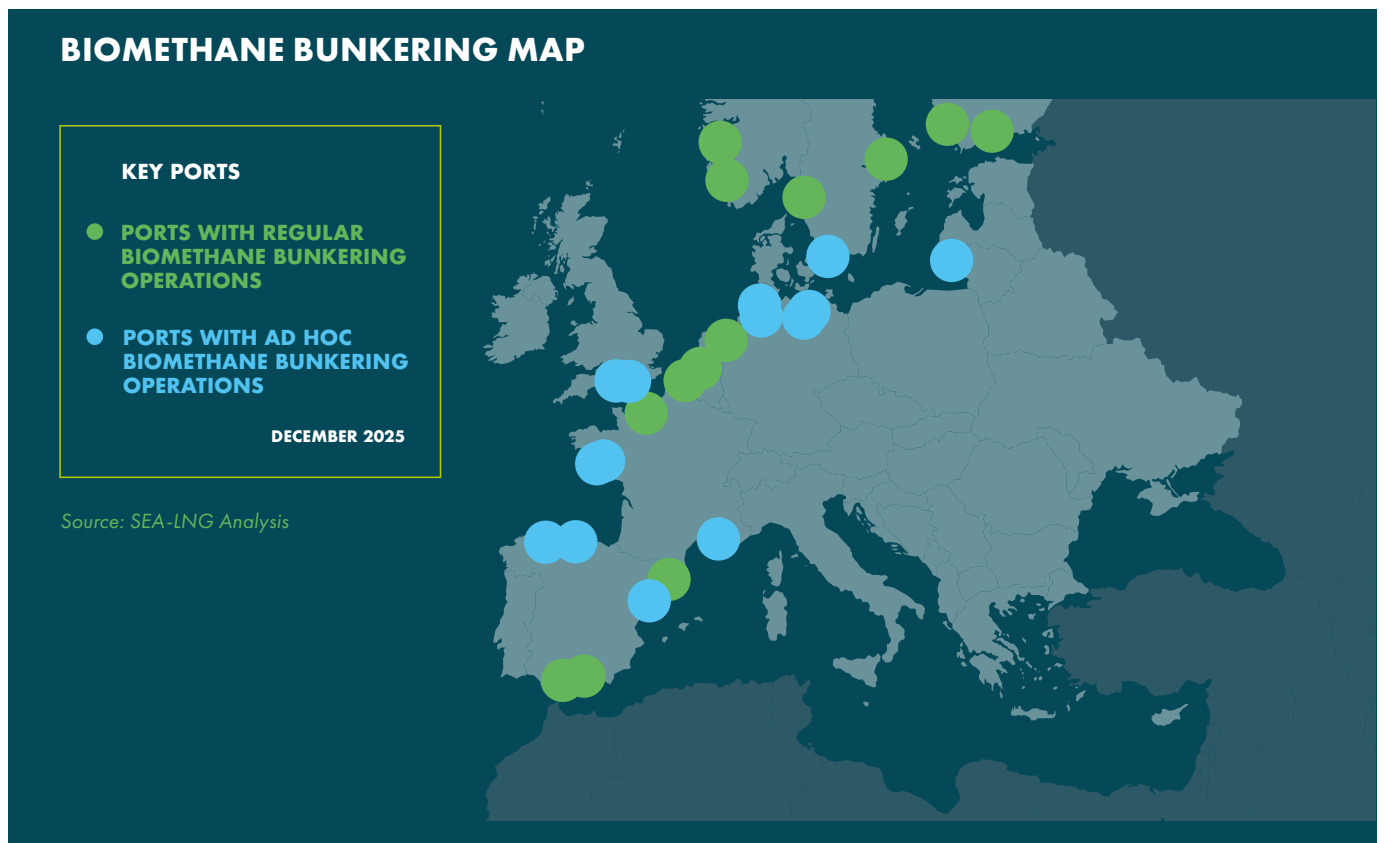 BIOMETHANE BUNKERING MAP
KEY PORTS
PORTS WITH REGULAR
BIOMETHANE BUNKERING
OPERATIONS
PORTS WITH AD HOC
BIOMETHANE BUNKERING
OPERATIONS
DECEMBER 2025
Source: SEA-LNG Analysis